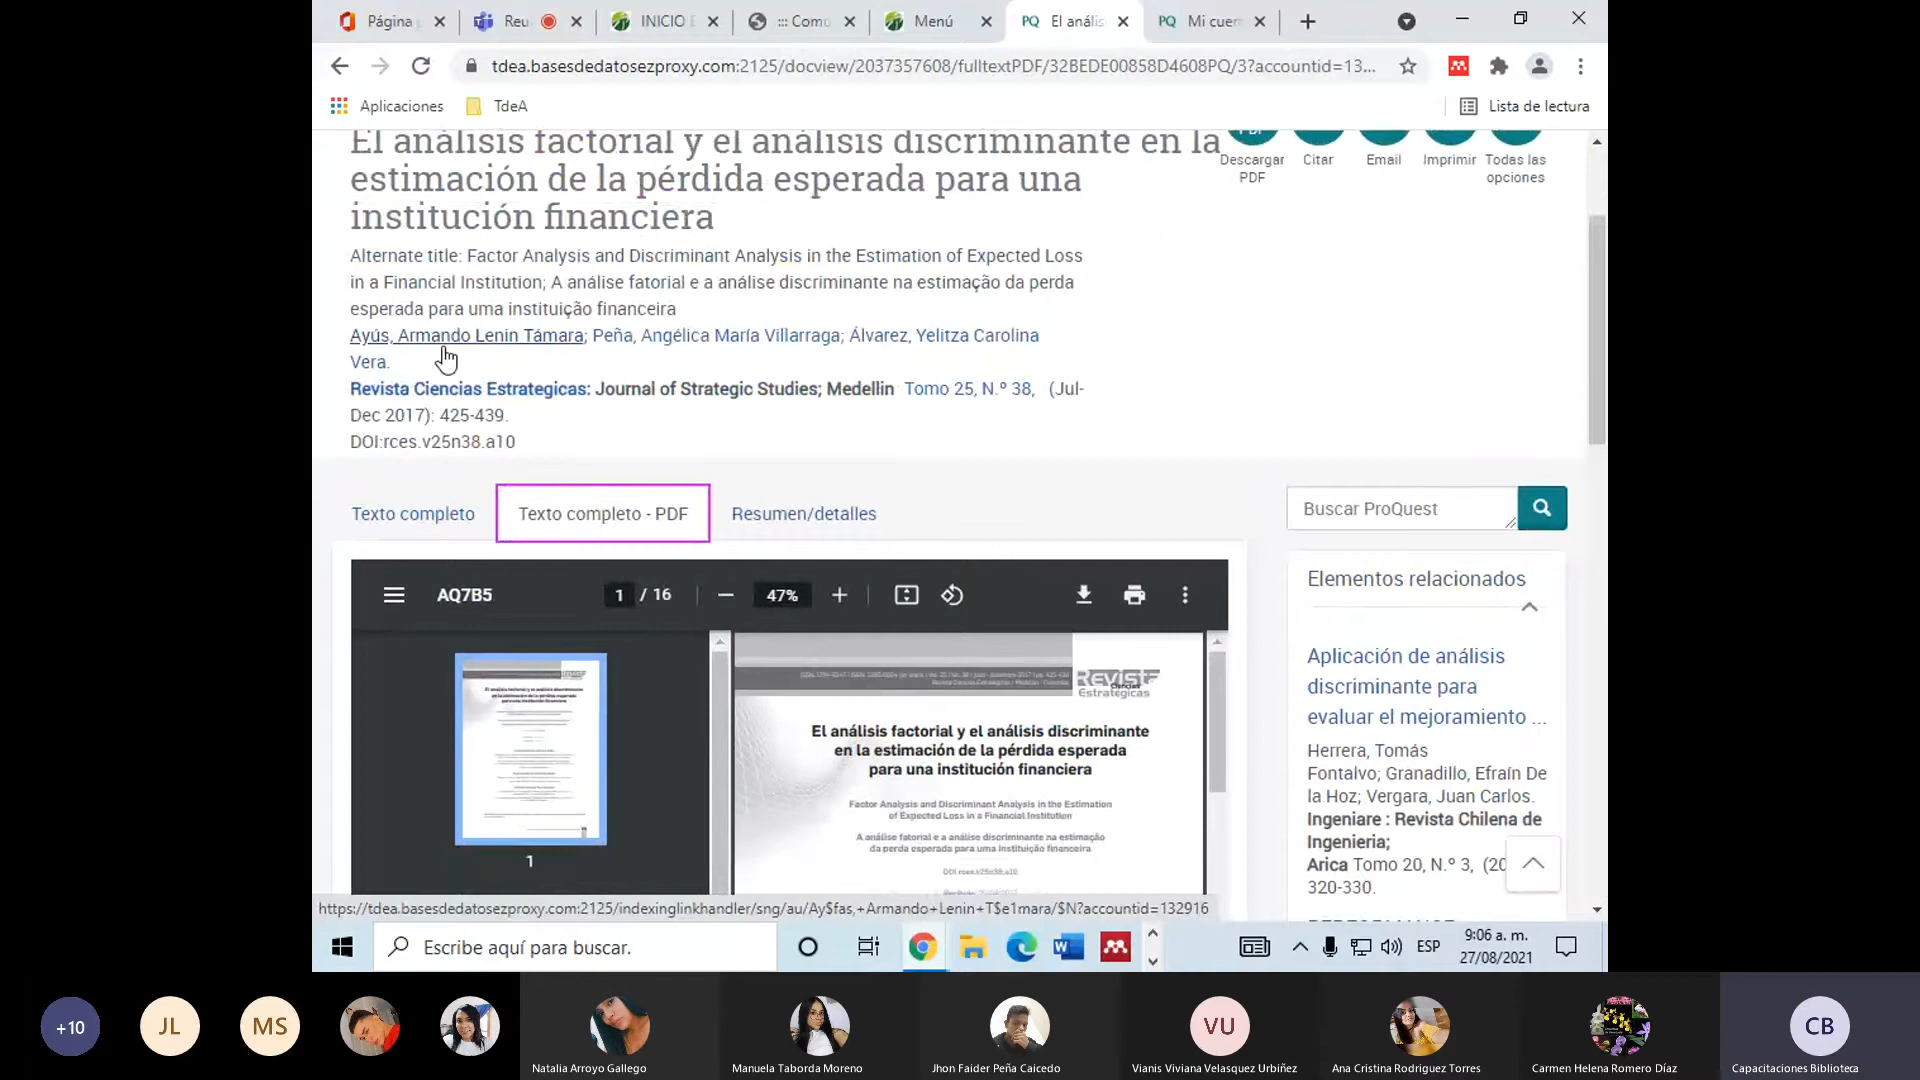 Página
Reu
INICIO E
::: Como
Menú
PQ El anális
PQ Mi cuen
tdea.basesdedatosezproxy.com:2125/docview/2037357608/fulltextPDF/32BEDE00858D4608PQ/3?accountid=13...
Aplicaciones
TdeA
Lista de lectura
El análisis factorial y el análisis discriminante en la
estimación de la pérdida esperada para una
institución financiera
Descargar PDF
Citar
Email
Imprimir
Todas las opciones
Alternate title: Factor Analysis and Discriminant Analysis in the Estimation of Expected Loss
in a Financial Institution; A análise fatorial e a análise discriminante na estimação da perda
esperada para uma instituição financeira
Ayús, Armando Lenin Támara; Peña, Angélica María Villarraga; Álvarez, Yelitza Carolina
Vera.
Revista Ciencias Estrategicas: Journal of Strategic Studies; Medellin Tomo 25, N.º 38, (Jul-
Dec 2017): 425-439.
DOI:rces.v25n38.a10
Texto completo
Texto completo - PDF
Resumen/detalles
Buscar ProQuest
AQ7B5
1 / 16
47%
1
Revista
Ciencias
Estratégicas
El análisis factorial y el análisis discriminante
en la estimación de la pérdida esperada
para una institución financiera
Factor Analysis and Discriminant Analysis in the Estimation
of Expected Loss in a Financial Institution
A análise fatorial e a análise discriminante na estimação
da perda esperada para uma instituição financeira
DOI: rces.v25n38.a10
Elementos relacionados
Aplicación de análisis
discriminante para
evaluar el mejoramiento ...
Herrera, Tomás
Fontalvo; Granadillo, Efraín De
la Hoz; Vergara, Juan Carlos.
Ingeniare : Revista Chilena de
Ingenieria;
Arica Tomo 20, N.º 3, (20
320-330.
https://tdea.basesdedatosezproxy.com:2125/indexinglinkhandler/sng/au/Ay$fas,+Armando+Lenin+T$e1mara/$N?accountid=132916
Escribe aquí para buscar.
ESP
9:06 a. m.
27/08/2021
+10
JL
MS
Natalia Arroyo Gallego
Manuela Taborda Moreno
Jhon Faider Peña Caicedo
VU
Vianis Viviana Velasquez Urbiñez
Ana Cristina Rodriguez Torres
Carmen Helena Romero Díaz
CB
Capacitaciones Biblioteca